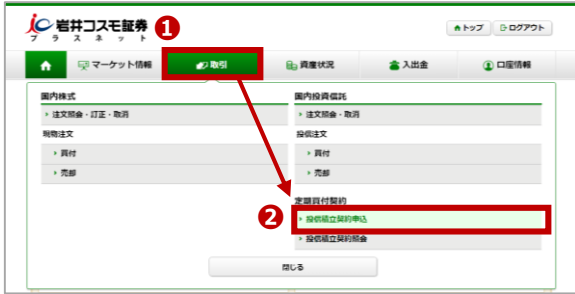 岩井コスモ証券
プラスネット
❶
トップ
ログアウト
マーケット情報
取引
資産状況
入出金
口座情報
国内株式
国内投資信託
注文照会・訂正・取消
注文照会・取消
現物注文
投信注文
買付
買付
売却
売却
定期買付契約
❷
投信積立契約申込
投信積立契約照会
閉じる